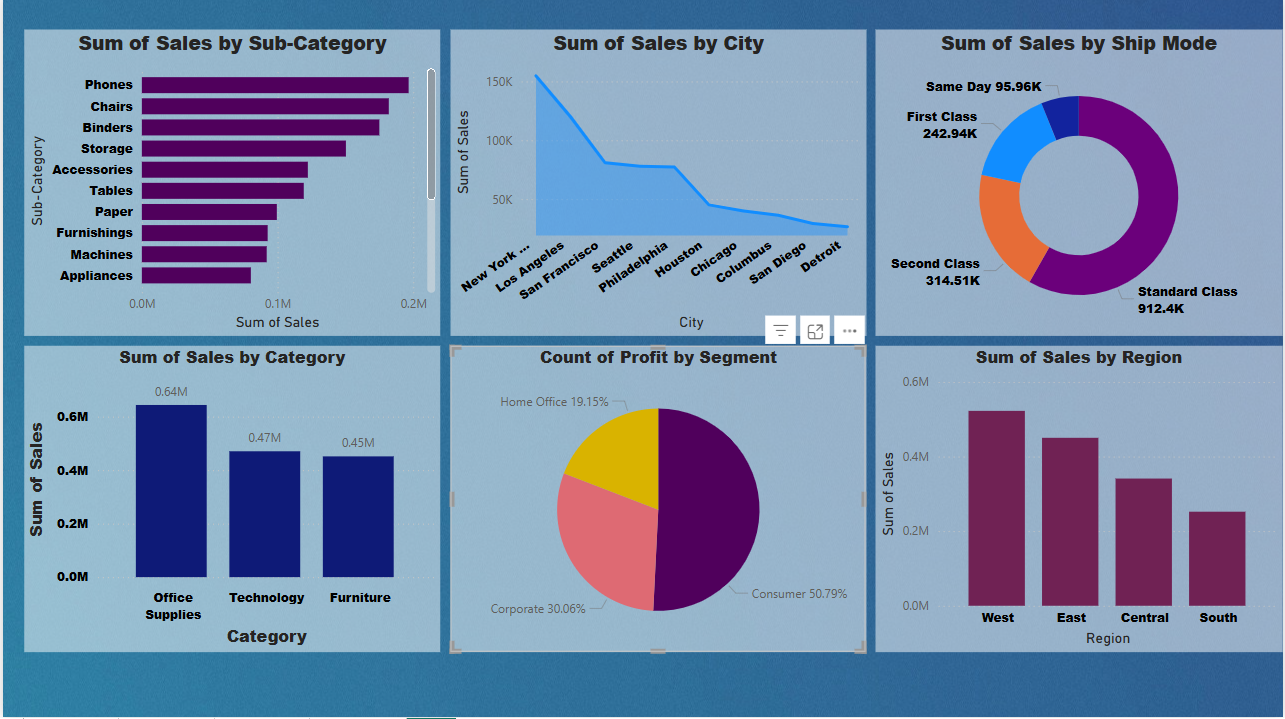 Sum of Sales by Sub-Category
Sub-Category
Phones
Chairs
Binders
Storage
Accessories
Tables
Paper
Furnishings
Machines
Appliances
0.0M 0.1M 0.2M
Sum of Sales
Sum of Sales by City
Sum of Sales
150K
100K
50K
New York ...
Los Angeles
San Francisco
Seattle
Philadelphia
Houston
Chicago
Columbus
San Diego
Detroit
City
Sum of Sales by Ship Mode
Same Day 95.96K
First Class
242.94K
Second Class
314.51K
Standard Class
912.4K
Sum of Sales by Category
Sum of Sales
0.6M
0.4M
0.2M
0.0M
0.64M
0.47M
0.45M
Office
Supplies
Technology
Furniture
Category
Count of Profit by Segment
Home Office 19.15%
Corporate 30.06%
Consumer 50.79%
Sum of Sales by Region
Sum of Sales
0.6M
0.4M
0.2M
0.0M
West East Central South
Region